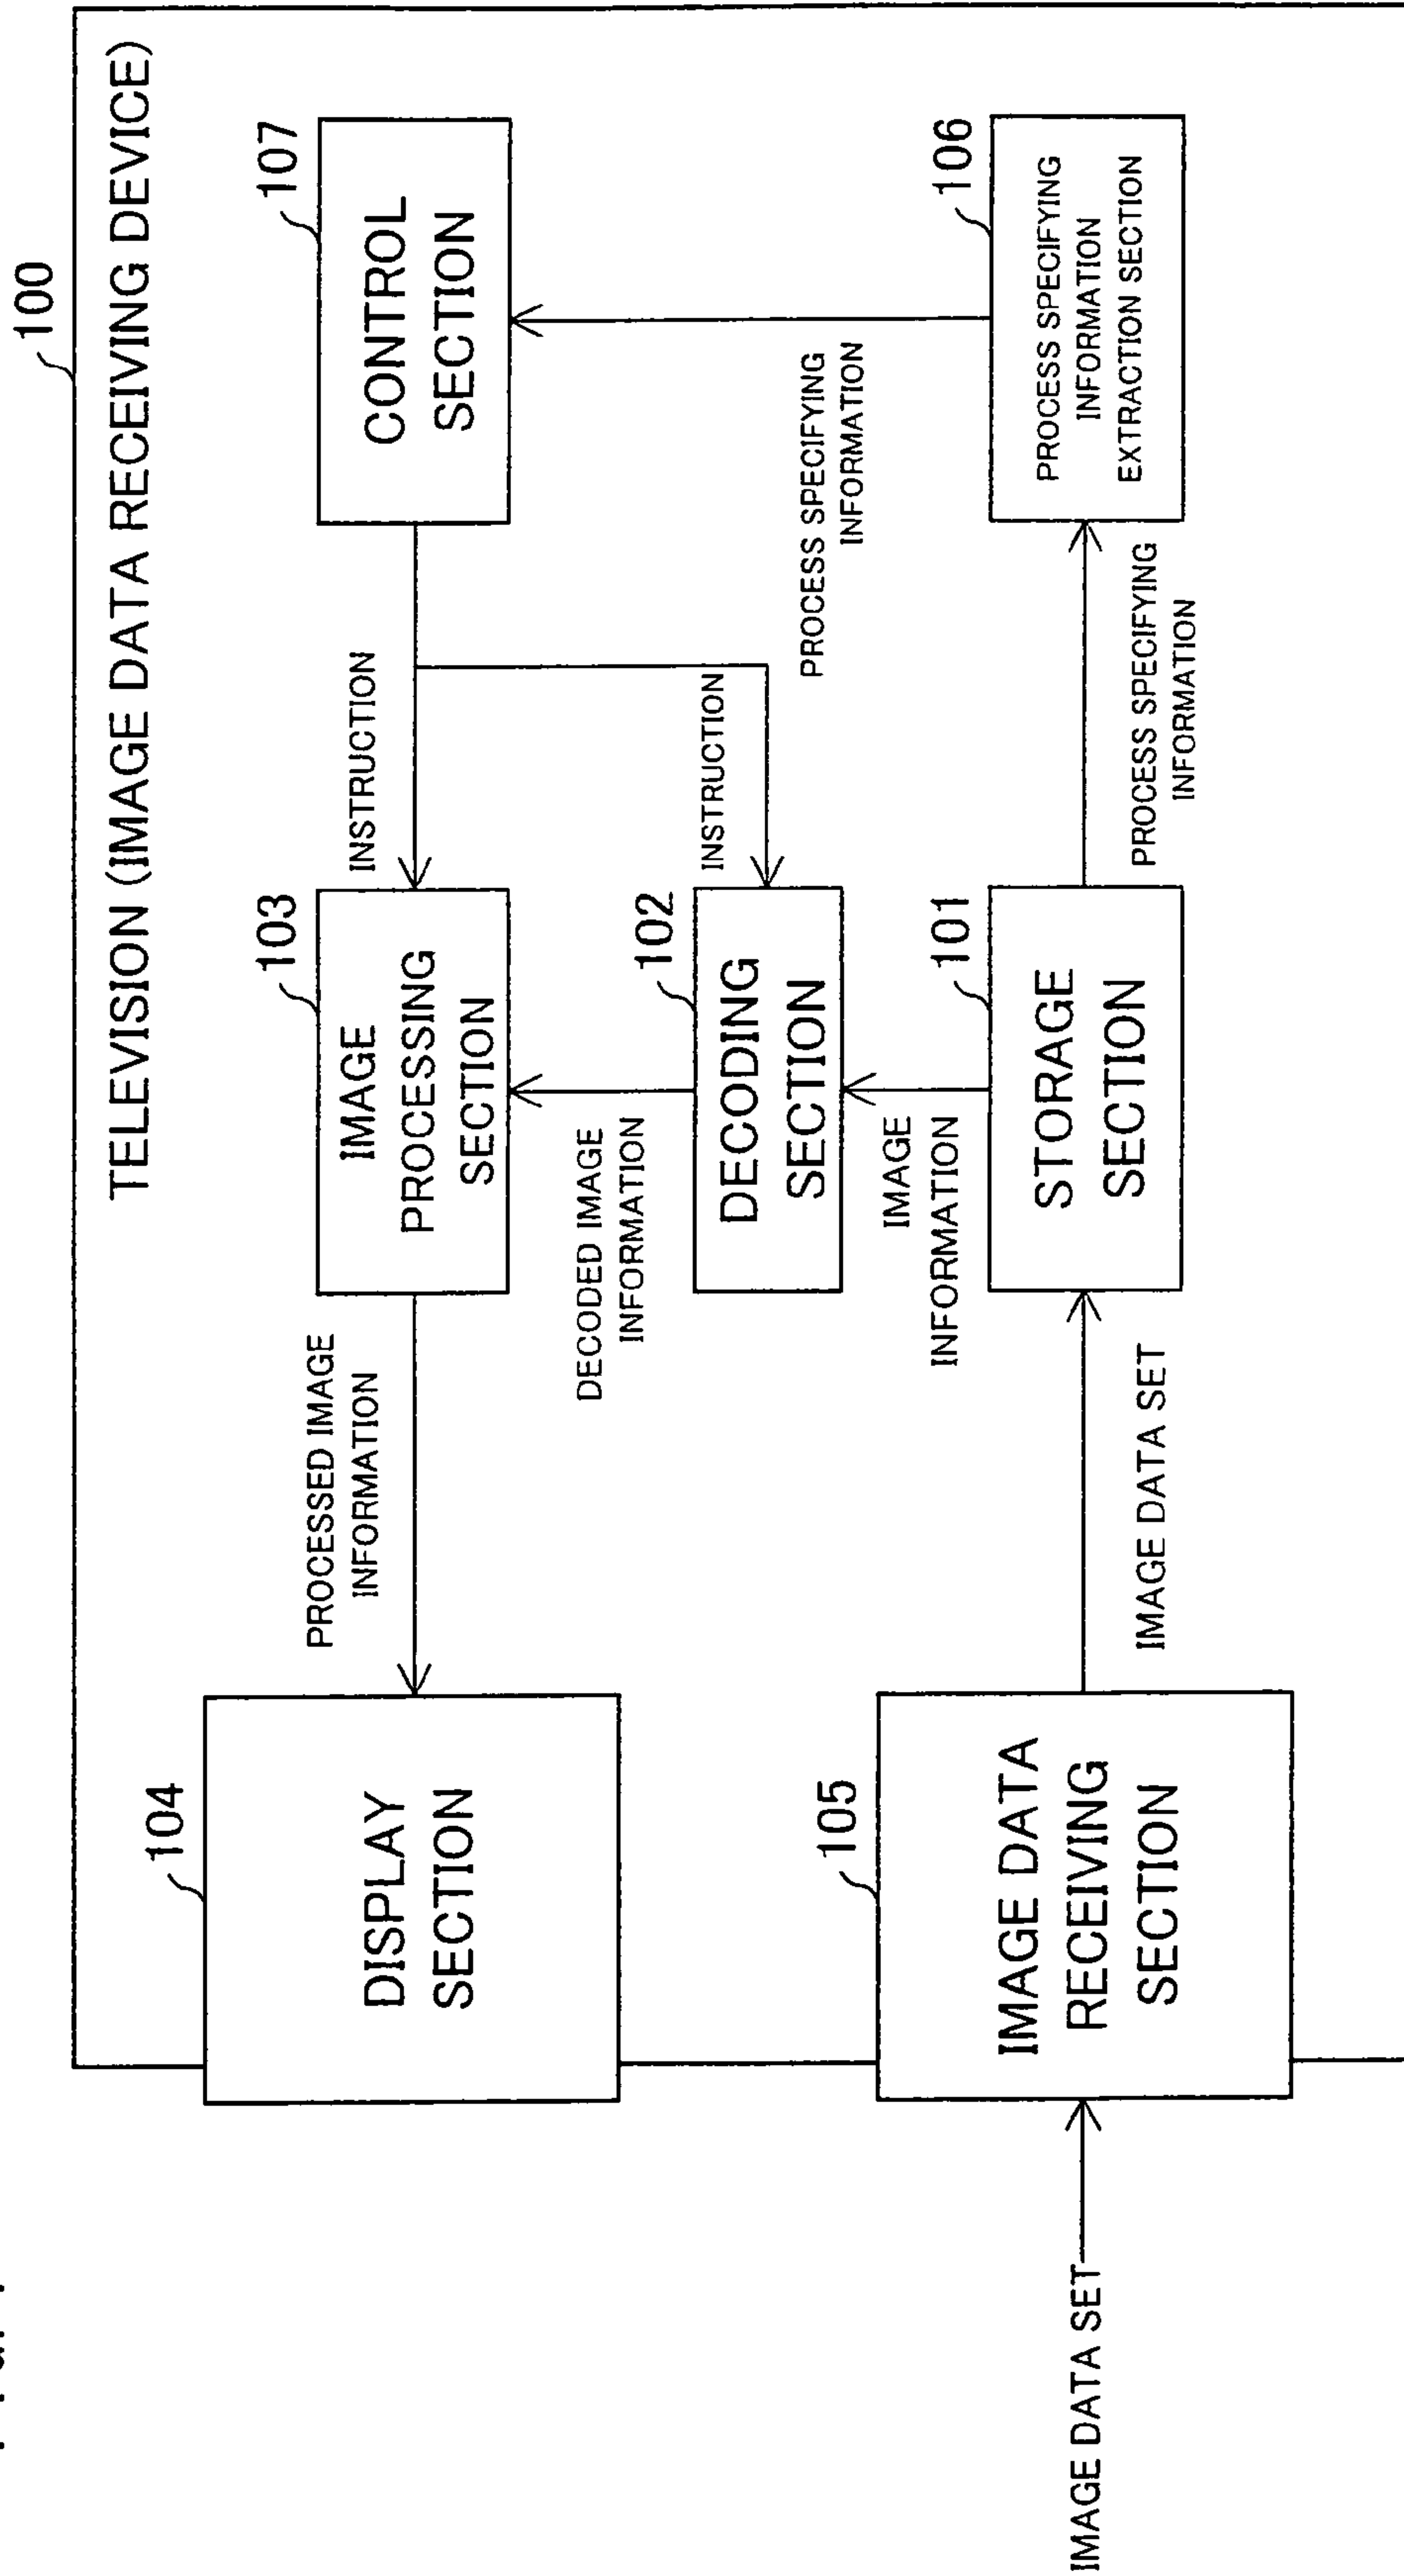 100
TELEVISION (IMAGE DATA RECEIVING DEVICE)
104
DISPLAY
SECTION
PROCESSED IMAGE
INFORMATION
103
IMAGE
PROCESSING
SECTION
INSTRUCTION
107
CONTROL
SECTION
DECODED IMAGE
INFORMATION
102
DECODING
SECTION
INSTRUCTION
PROCESS SPECIFYING
INFORMATION
IMAGE
INFORMATION
IMAGE DATA SET
105
IMAGE DATA
RECEIVING
SECTION
IMAGE DATA SET
101
STORAGE
SECTION
PROCESS SPECIFYING
INFORMATION
106
PROCESS SPECIFYING
INFORMATION
EXTRACTION SECTION